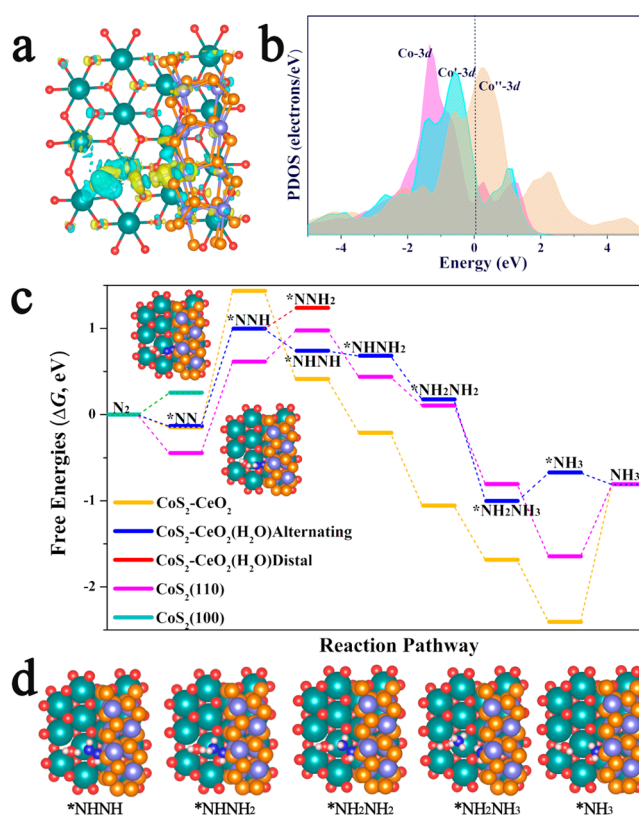 a
b
PDOS (electrons/eV)
Co-3d
Co'-3d
Co''-3d
-4 -2 0 2 4
Energy (eV)
c
Free Energies (ΔG, eV)
1
0
-1
-2
N₂
*NN
*NNH
*NNH₂
*NHNH
*NHNH₂
*NH₂NH₂
*NH₂NH₃
*NH₃
NH₃
CoS₂-CeO₂
CoS₂-CeO₂(H₂O)Alternating
CoS₂-CeO₂(H₂O)Distal
CoS₂(110)
CoS₂(100)
Reaction Pathway
d
*NHNH *NHNH₂ *NH₂NH₂ *NH₂NH₃ *NH₃